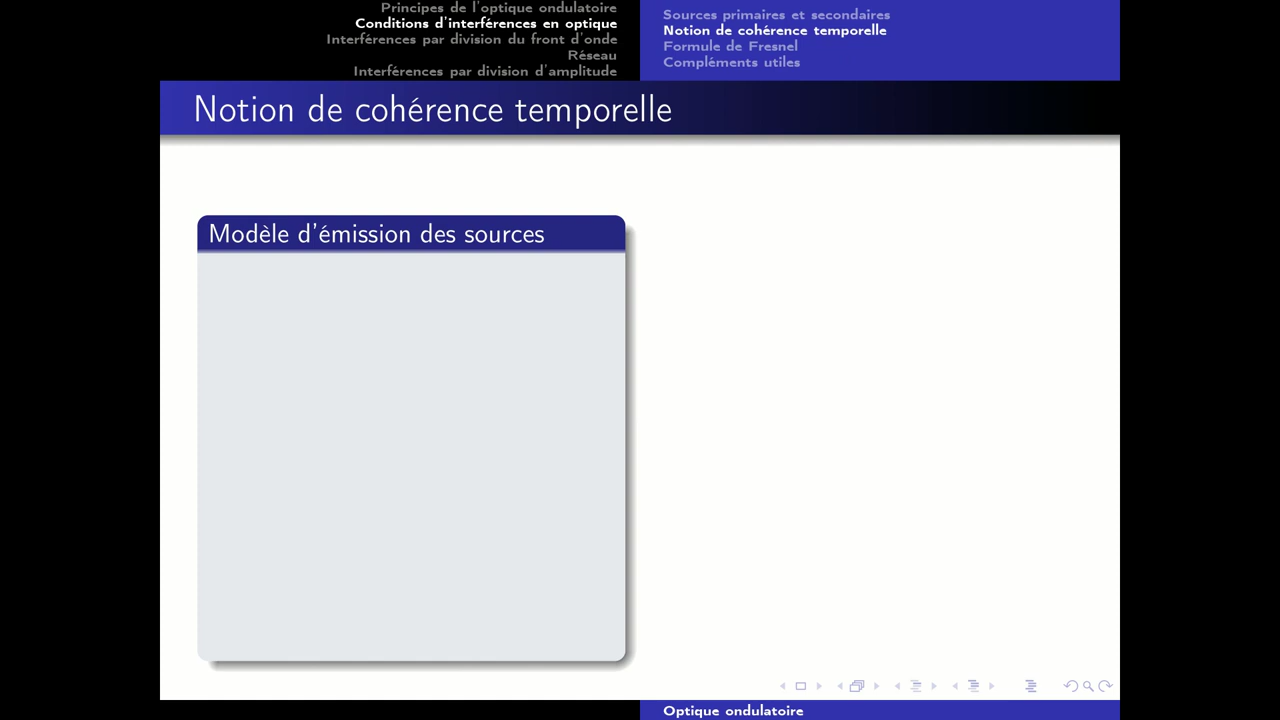 Principes de l'optique ondulatoire
Conditions d'interférences en optique
Interférences par division du front d'onde
Réseau
Interférences par division d'amplitude
Sources primaires et secondaires
Notion de cohérence temporelle
Formule de Fresnel
Compléments utiles
Notion de cohérence temporelle
Modèle d'émission des sources
Optique ondulatoire